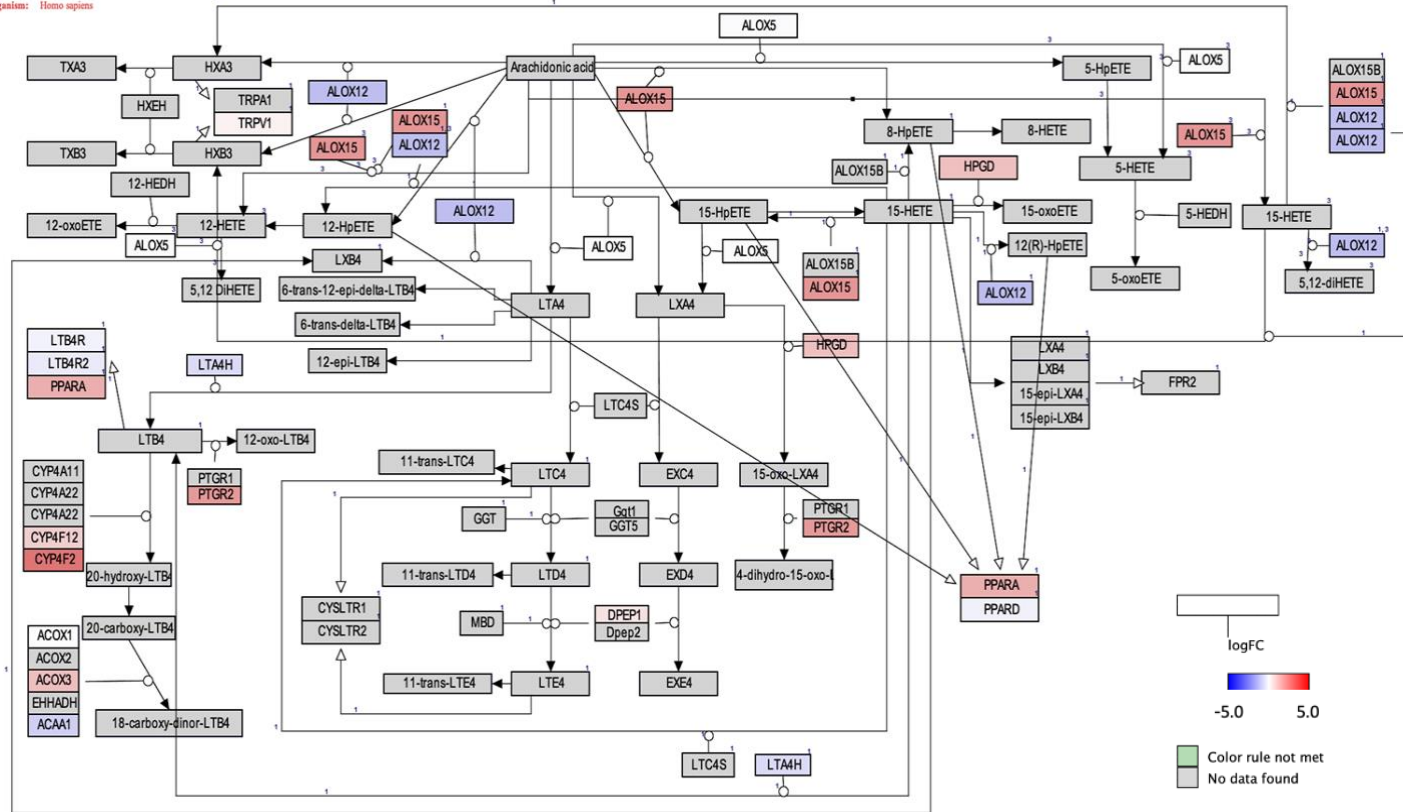 ganism: Homo sapiens
1
ALOX5
TXA3
HXA3
Arachidonic acid
5-HpETE
ALOX5
ALOX15B
ALOX15
ALOX12
ALOX12
HXEH
TRPA1
TRPV1
ALOX12
ALOX15
ALOX15
ALOX12
ALOX15
TXB3
HXB3
8-HpETE
8-HETE
ALOX15
12-HEDH
ALOX15B
HPGD
5-HETE
12-oxoETE
12-HETE
12-HpETE
ALOX12
15-HpETE
15-HETE
15-oxoETE
5-HEDH
15-HETE
ALOX5
ALOX5
ALOX5
12(R)-HpETE
ALOX12
LXB4
ALOX15B
ALOX15
5-oxoETE
5,12-diHETE
5,12 DiHETE
6-trans-12-epi-delta-LTB4
LTA4
LXA4
ALOX12
6-trans-delta-LTB4
LTB4R
LTB4R2
PPARA
LTA4H
12-epi-LTB4
HPGD
LXA4
LXB4
15-epi-LXA4
15-epi-LXB4
FPR2
LTC4S
LTB4
12-oxo-LTB4
CYP4A11
CYP4A22
CYP4A22
CYP4F12
CYP4F2
PTGR1
PTGR2
11-trans-LTC4
LTC4
EXC4
15-oxo-LXA4
GGT
Ggt1
GGT5
PTGR1
PTGR2
20-hydroxy-LTB4
11-trans-LTD4
LTD4
EXD4
4-dihydro-15-oxo-L
PPARA
PPARD
CYSLTR1
CYSLTR2
MBD
DPEP1
Dpep2
20-carboxy-LTB4
ACOX1
ACOX2
ACOX3
EHHADH
ACAA1
11-trans-LTE4
LTE4
EXE4
18-carboxy-dinor-LTB4
LTC4S
LTA4H
logFC
-5.0 5.0
Color rule not met
No data found